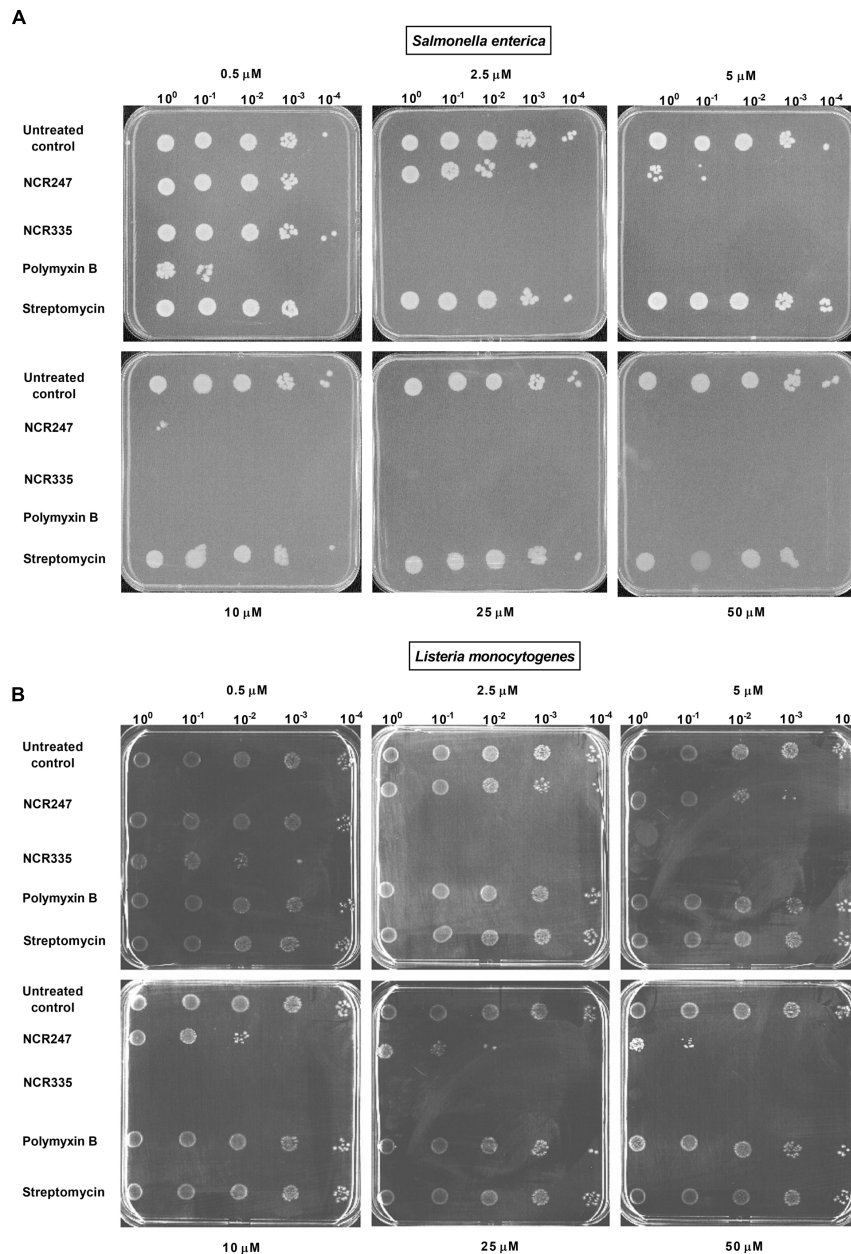 A
Salmonella enterica
0.5 µM 2.5 µM 5 µM
10⁰ 10⁻¹ 10⁻² 10⁻³ 10⁻⁴ 10⁰ 10⁻¹ 10⁻² 10⁻³ 10⁻⁴ 10⁰ 10⁻¹ 10⁻² 10⁻³ 10⁻⁴
Untreated
control
NCR247
NCR335
Polymyxin B
Streptomycin
Untreated
control
NCR247
NCR335
Polymyxin B
Streptomycin
10 µM 25 µM 50 µM
Listeria monocytogenes
B
0.5 µM 2.5 µM 5 µM
10⁰ 10⁻¹ 10⁻² 10⁻³ 10⁻⁴ 10⁰ 10⁻¹ 10⁻² 10⁻³ 10⁻⁴ 10⁰ 10⁻¹ 10⁻² 10⁻³
Untreated
control
NCR247
NCR335
Polymyxin B
Streptomycin
Untreated
control
NCR247
NCR335
Polymyxin B
Streptomycin
10 µM 25 µM 50 µM